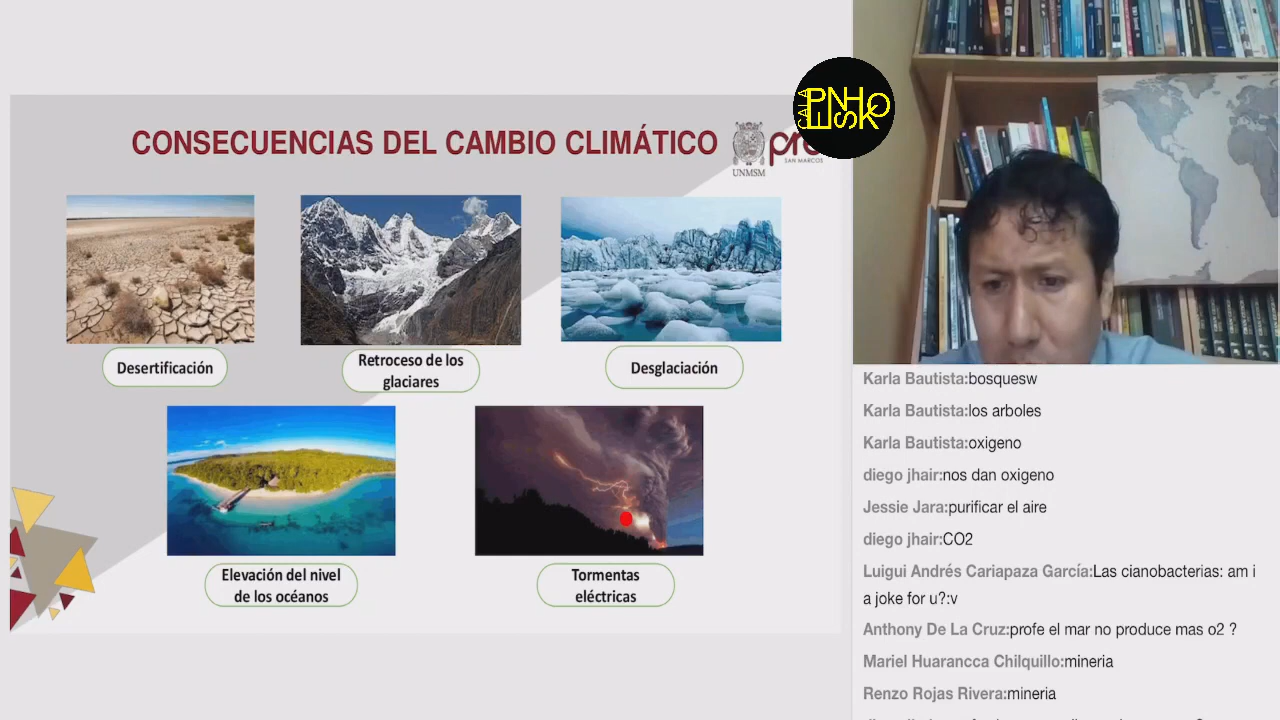 CONSECUENCIAS DEL CAMBIO CLIMÁTICO
UNMSM
SAN MARCOS
CALA
PENHO
ESK
Desertificación
Retroceso de los
glaciares
Desglaciación
Elevación del nivel
de los océanos
Tormentas
eléctricas
Karla Bautista:bosquesw
Karla Bautista:los arboles
Karla Bautista:oxigeno
diego jhair:nos dan oxigeno
Jessie Jara:purificar el aire
diego jhair:CO2
Luigui Andrés Cariapaza García:Las cianobacterias: am i
a joke for u?:v
Anthony De La Cruz:profe el mar no produce mas o2 ?
Mariel Huarancca Chilquillo:mineria
Renzo Rojas Rivera:mineria